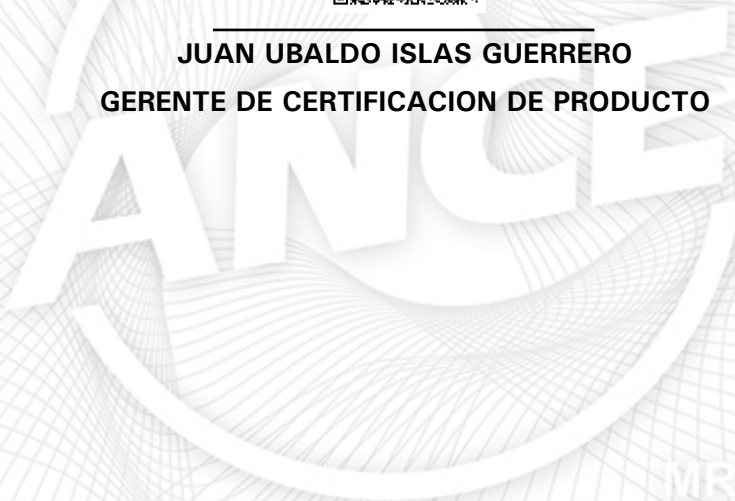 JUAN UBALDO ISLAS GUERRERO
GERENTE DE CERTIFICACION DE PRODUCTO
ANCE
MR